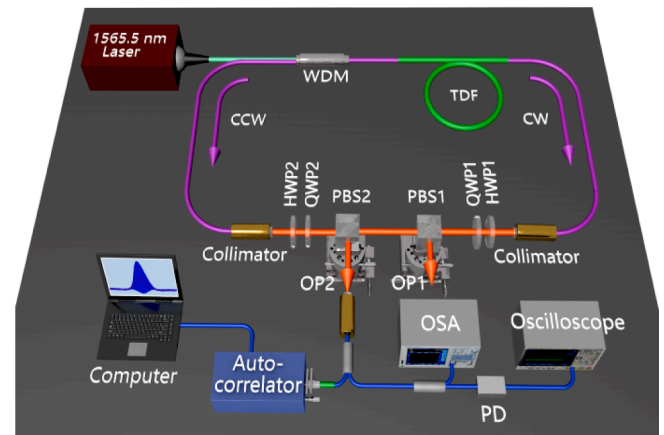 1565.5 nm
Laser
WDM
TDF
CCW
CW
HWP2
QWP2
PBS2
PBS1
QWP1
HWP1
Collimator
Collimator
OP2
OP1
OSA
Oscilloscope
Computer
Auto-
correlator
PD